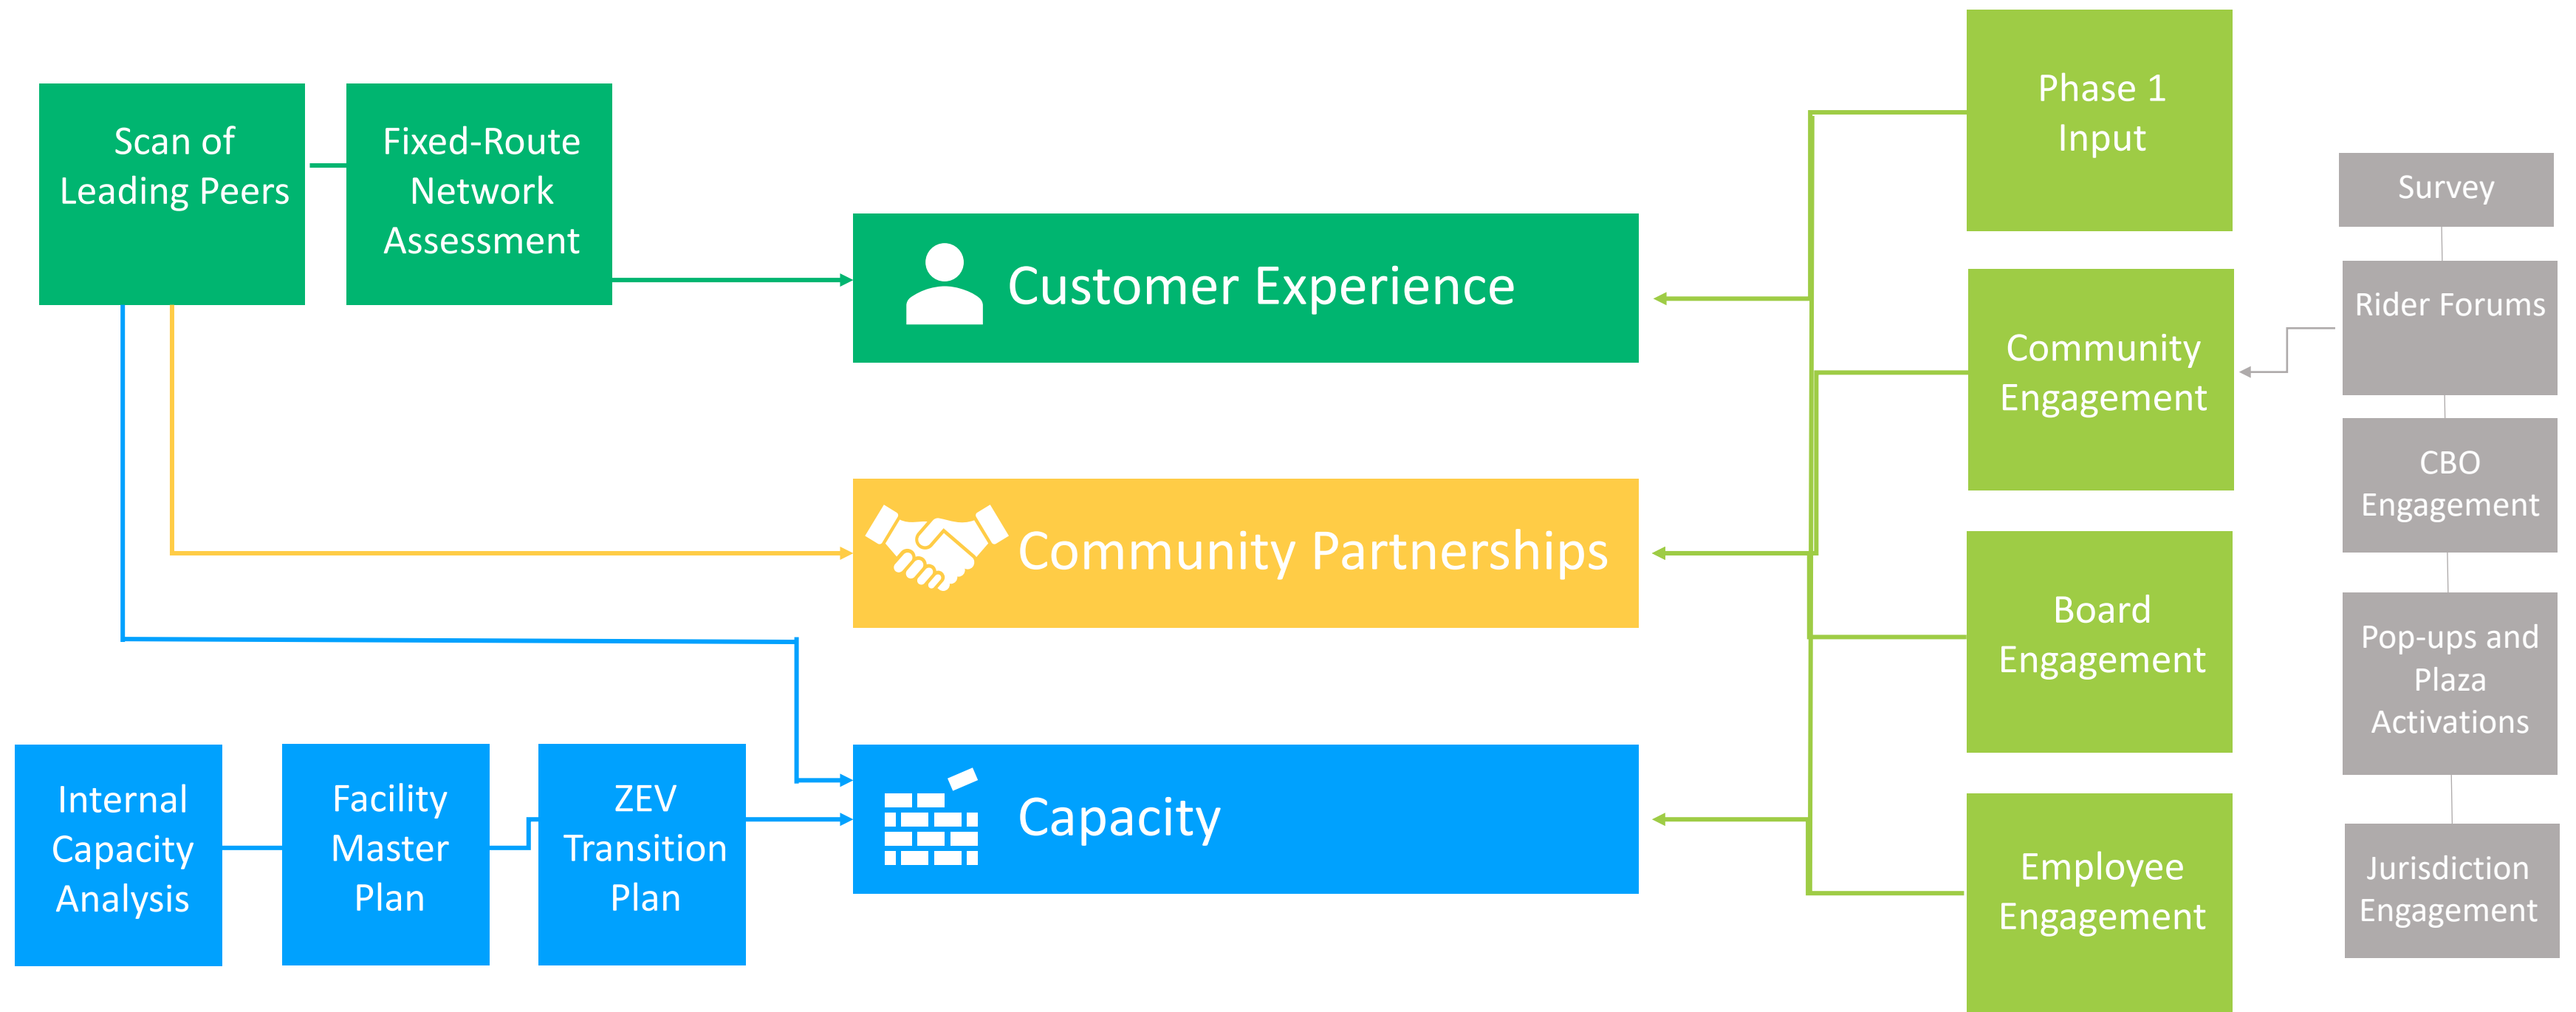 Scan of
Leading Peers
Fixed-Route
Network
Assessment
Customer Experience
Community Partnerships
Capacity
Internal
Capacity
Analysis
Facility
Master
Plan
ZEV
Transition
Plan
Phase 1
Input
Community
Engagement
Board
Engagement
Employee
Engagement
Survey
Rider Forums
CBO
Engagement
Pop-ups and
Plaza
Activations
Jurisdiction
Engagement